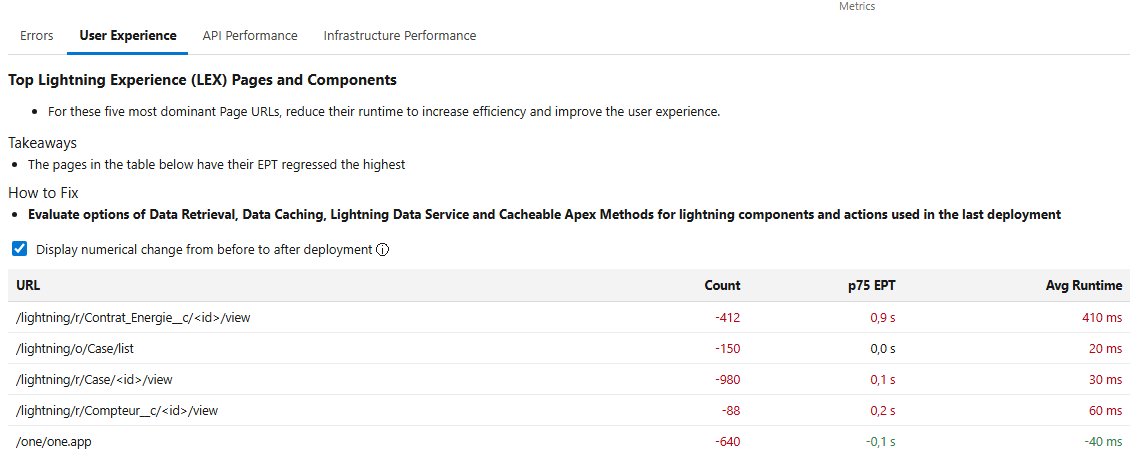 Metrics
Errors User Experience API Performance Infrastructure Performance
Top Lightning Experience (LEX) Pages and Components
• For these five most dominant Page URLs, reduce their runtime to increase efficiency and improve the user experience.
Takeaways
• The pages in the table below have their EPT regressed the highest
How to Fix
• Evaluate options of Data Retrieval, Data Caching, Lightning Data Service and Cacheable Apex Methods for lightning components and actions used in the last deployment
Display numerical change from before to after deployment
URL Count p75 EPT Avg Runtime
/lightning/r/Contrat_Energie__c/<id>/view -412 0,9 s 410 ms
/lightning/o/Case/list -150 0,0 s 20 ms
/lightning/r/Case/<id>/view -980 0,1 s 30 ms
/lightning/r/Compteur__c/<id>/view -88 0,2 s 60 ms
/one/one.app -640 -0,1 s -40 ms